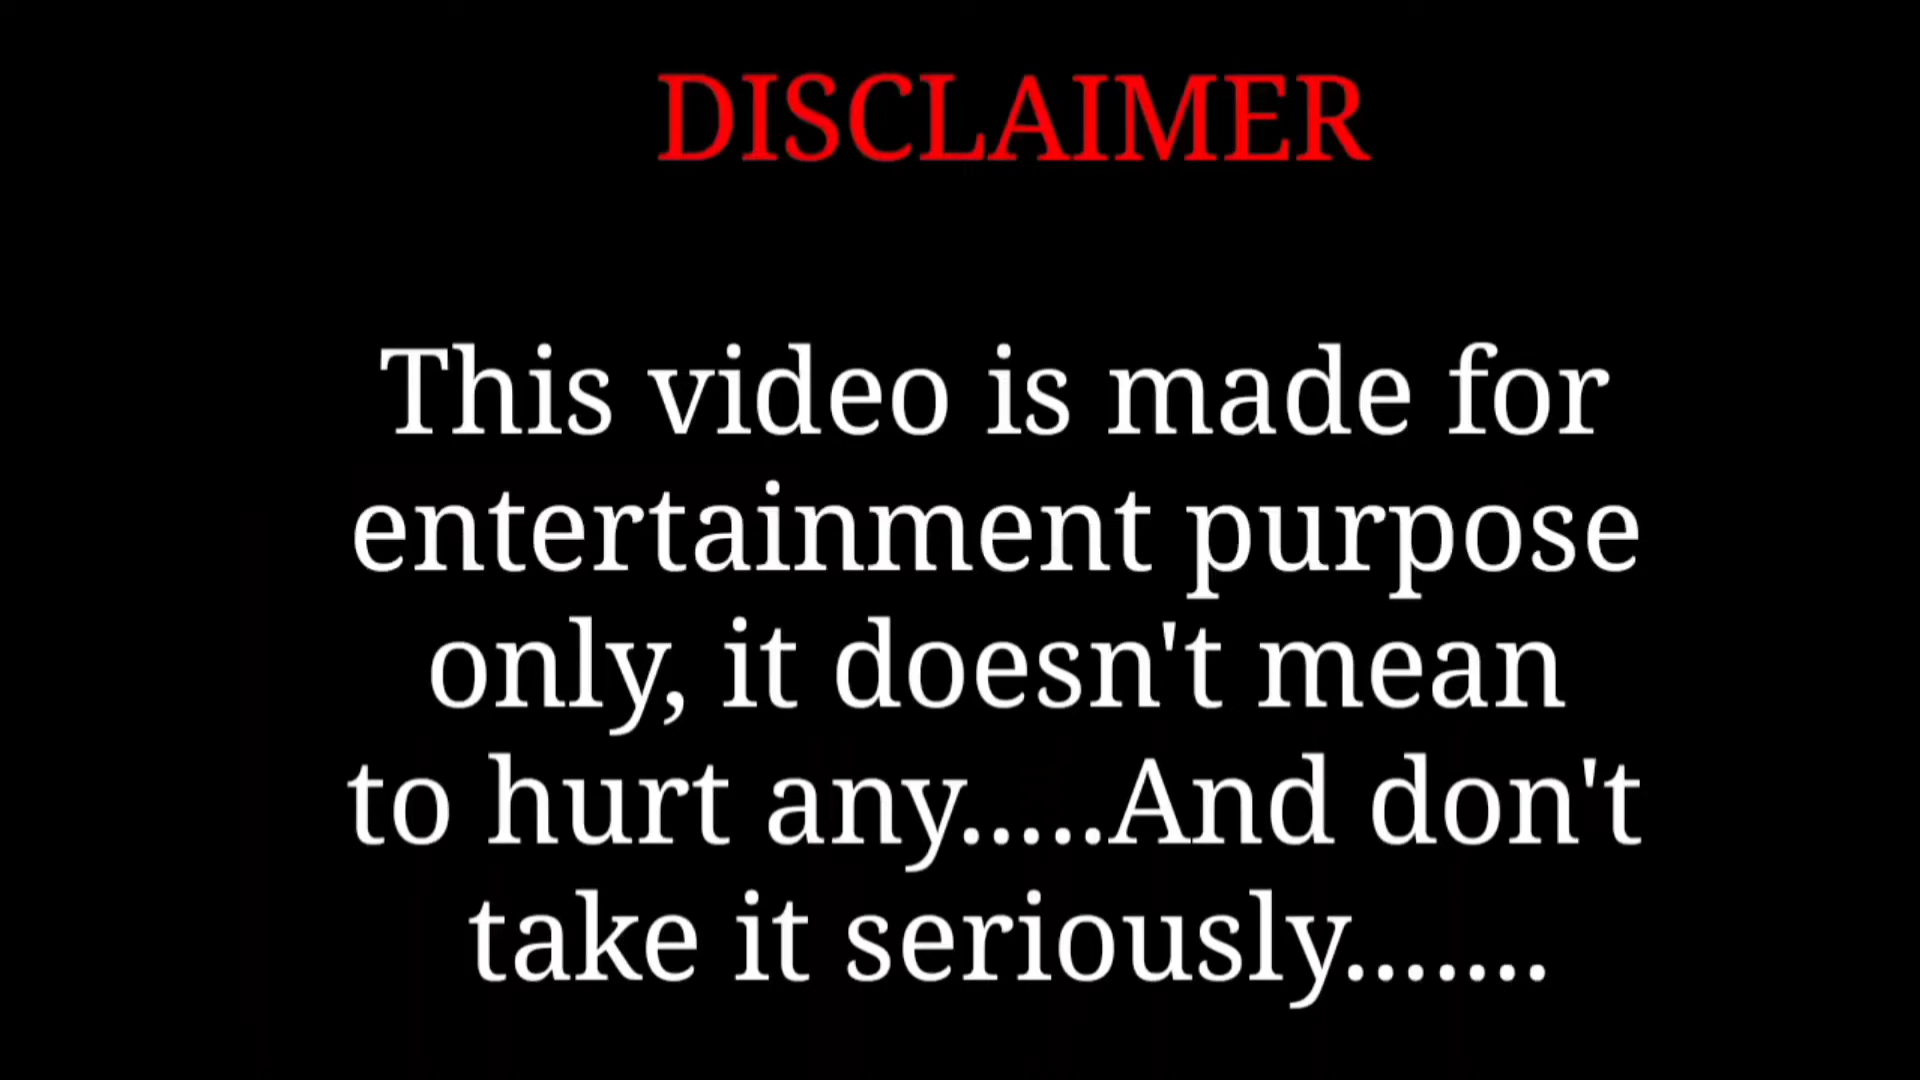 DISCLAIMER
This video is made for
entertainment purpose
only, it doesn't mean
to hurt any.....And don't
take it seriously.......